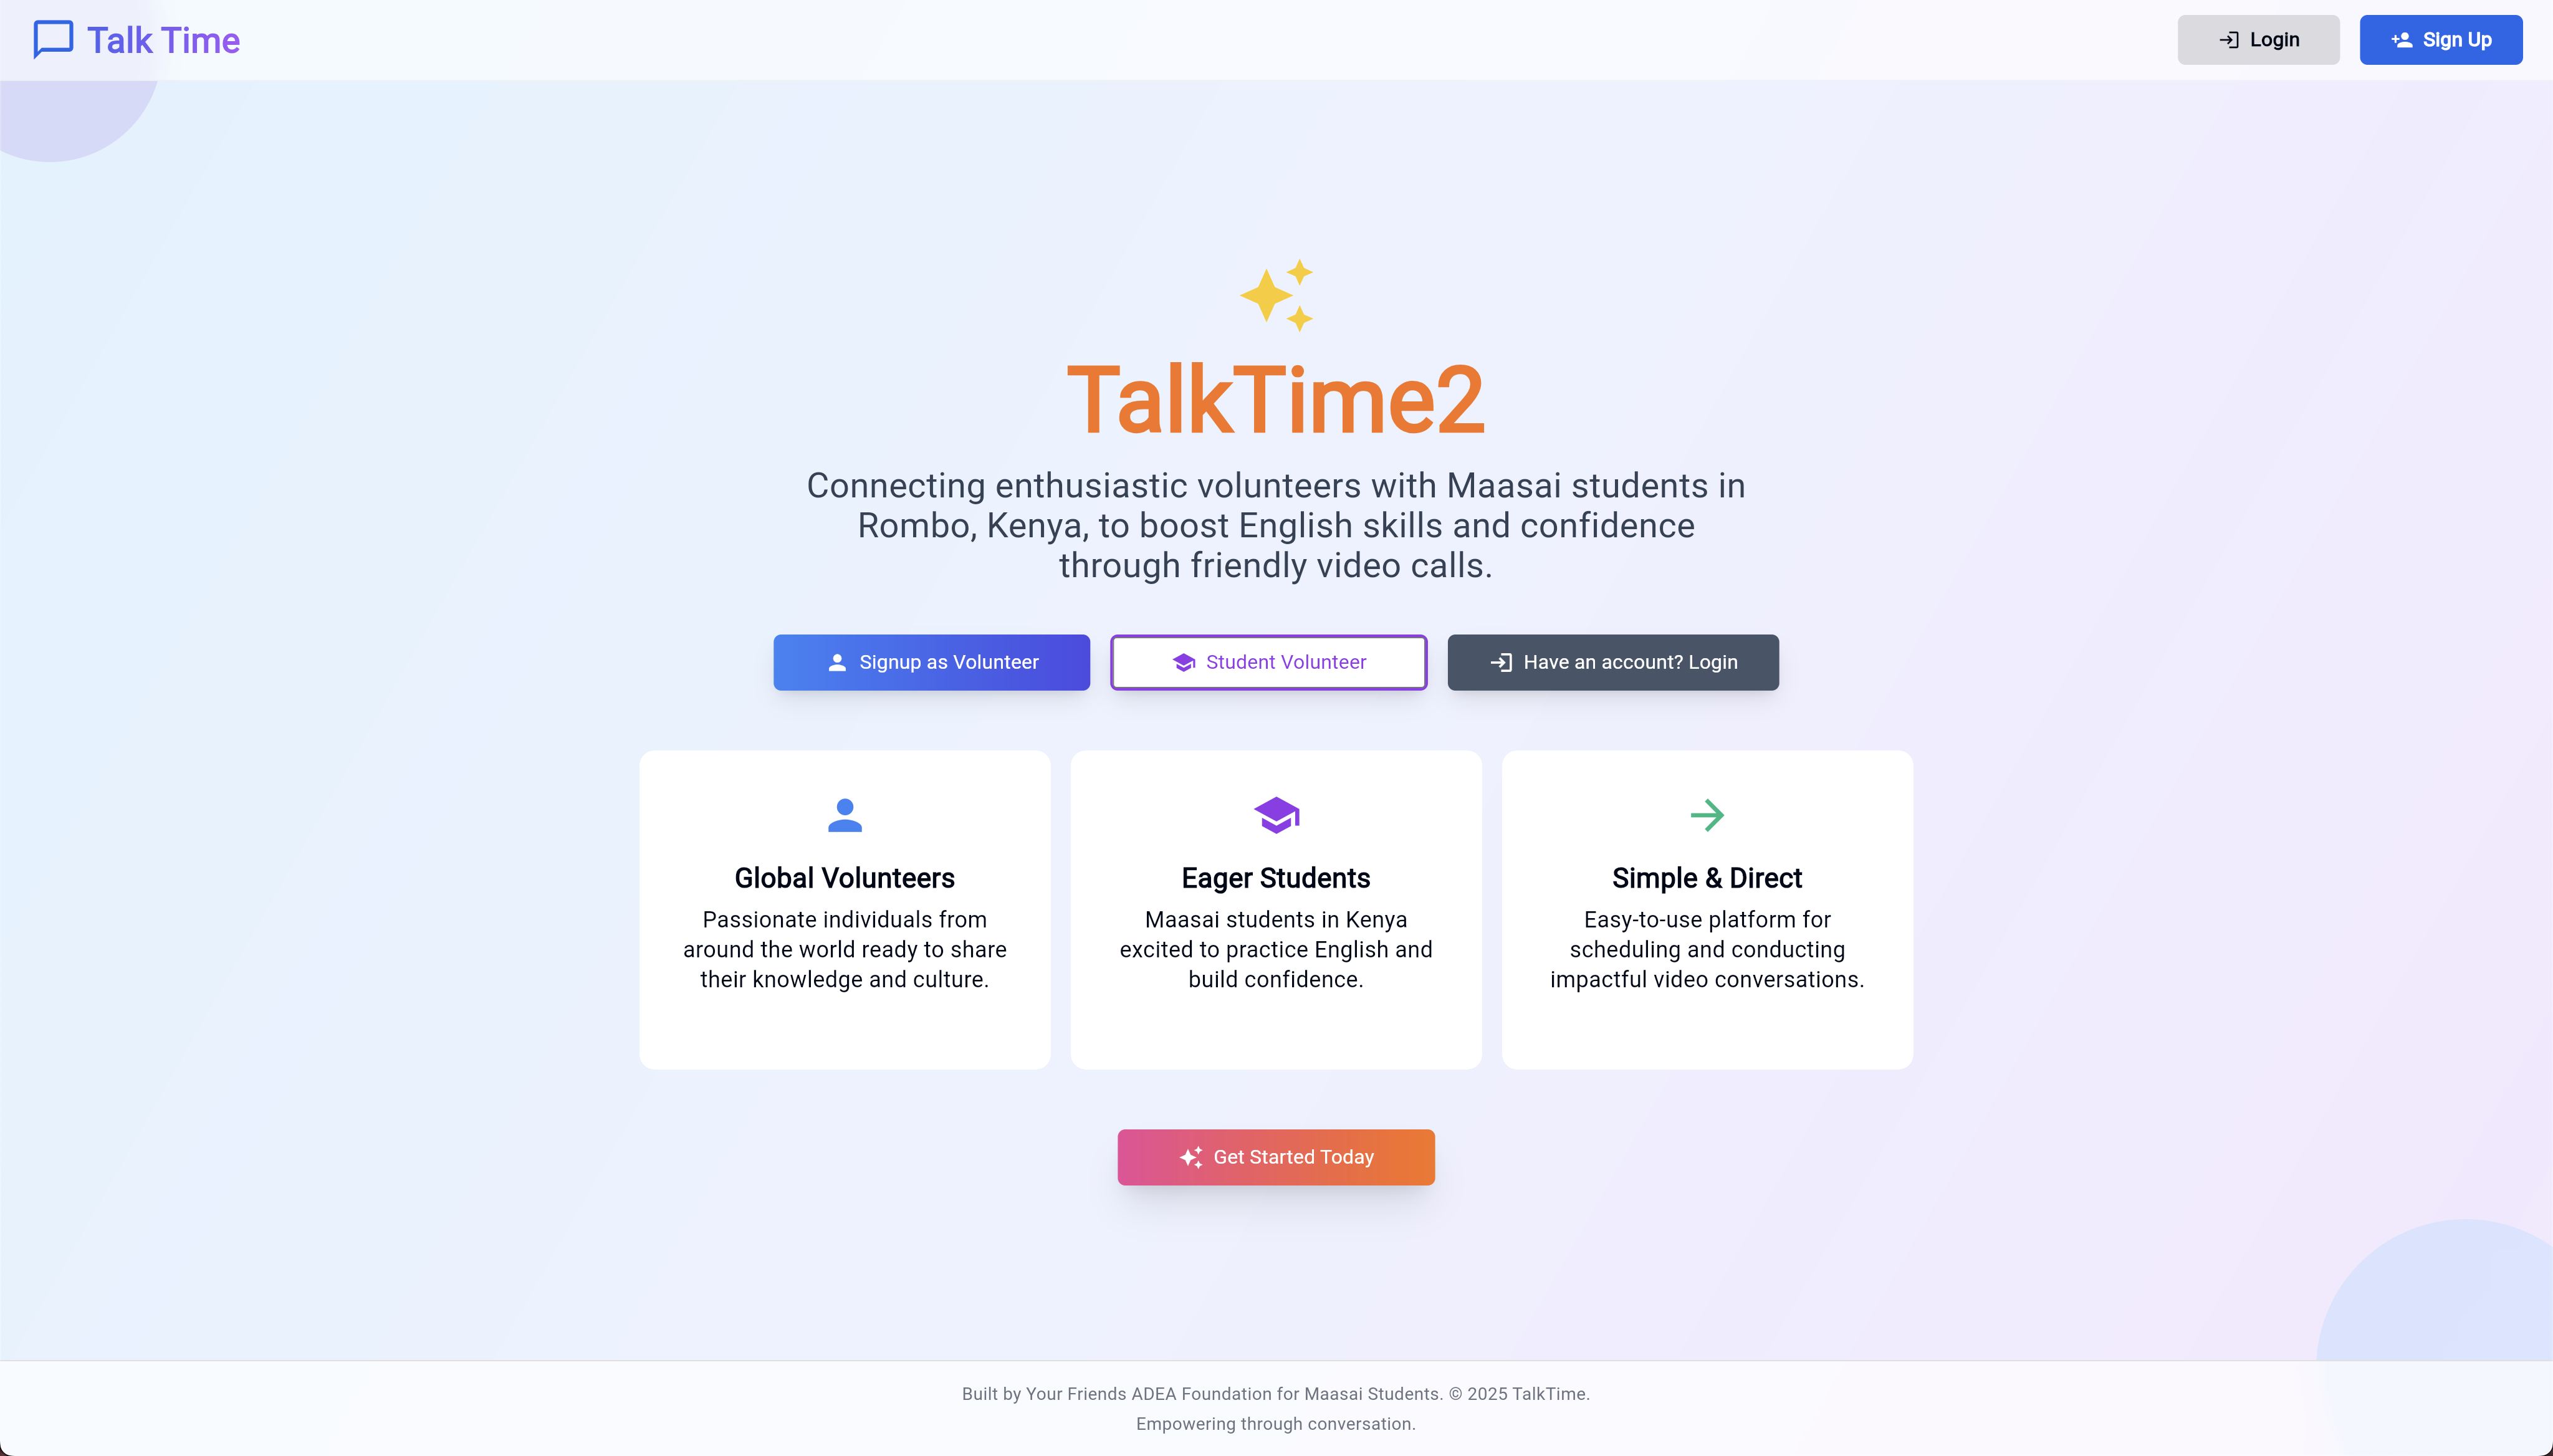 Talk Time
Login
Sign Up
TalkTime2
Connecting enthusiastic volunteers with Maasai students in
Rombo, Kenya, to boost English skills and confidence
through friendly video calls.
Signup as Volunteer
Student Volunteer
Have an account? Login
Global Volunteers
Passionate individuals from
around the world ready to share
their knowledge and culture.
Eager Students
Maasai students in Kenya
excited to practice English and
build confidence.
Simple & Direct
Easy-to-use platform for
scheduling and conducting
impactful video conversations.
Get Started Today
Built by Your Friends ADEA Foundation for Maasai Students. © 2025 TalkTime.
Empowering through conversation.